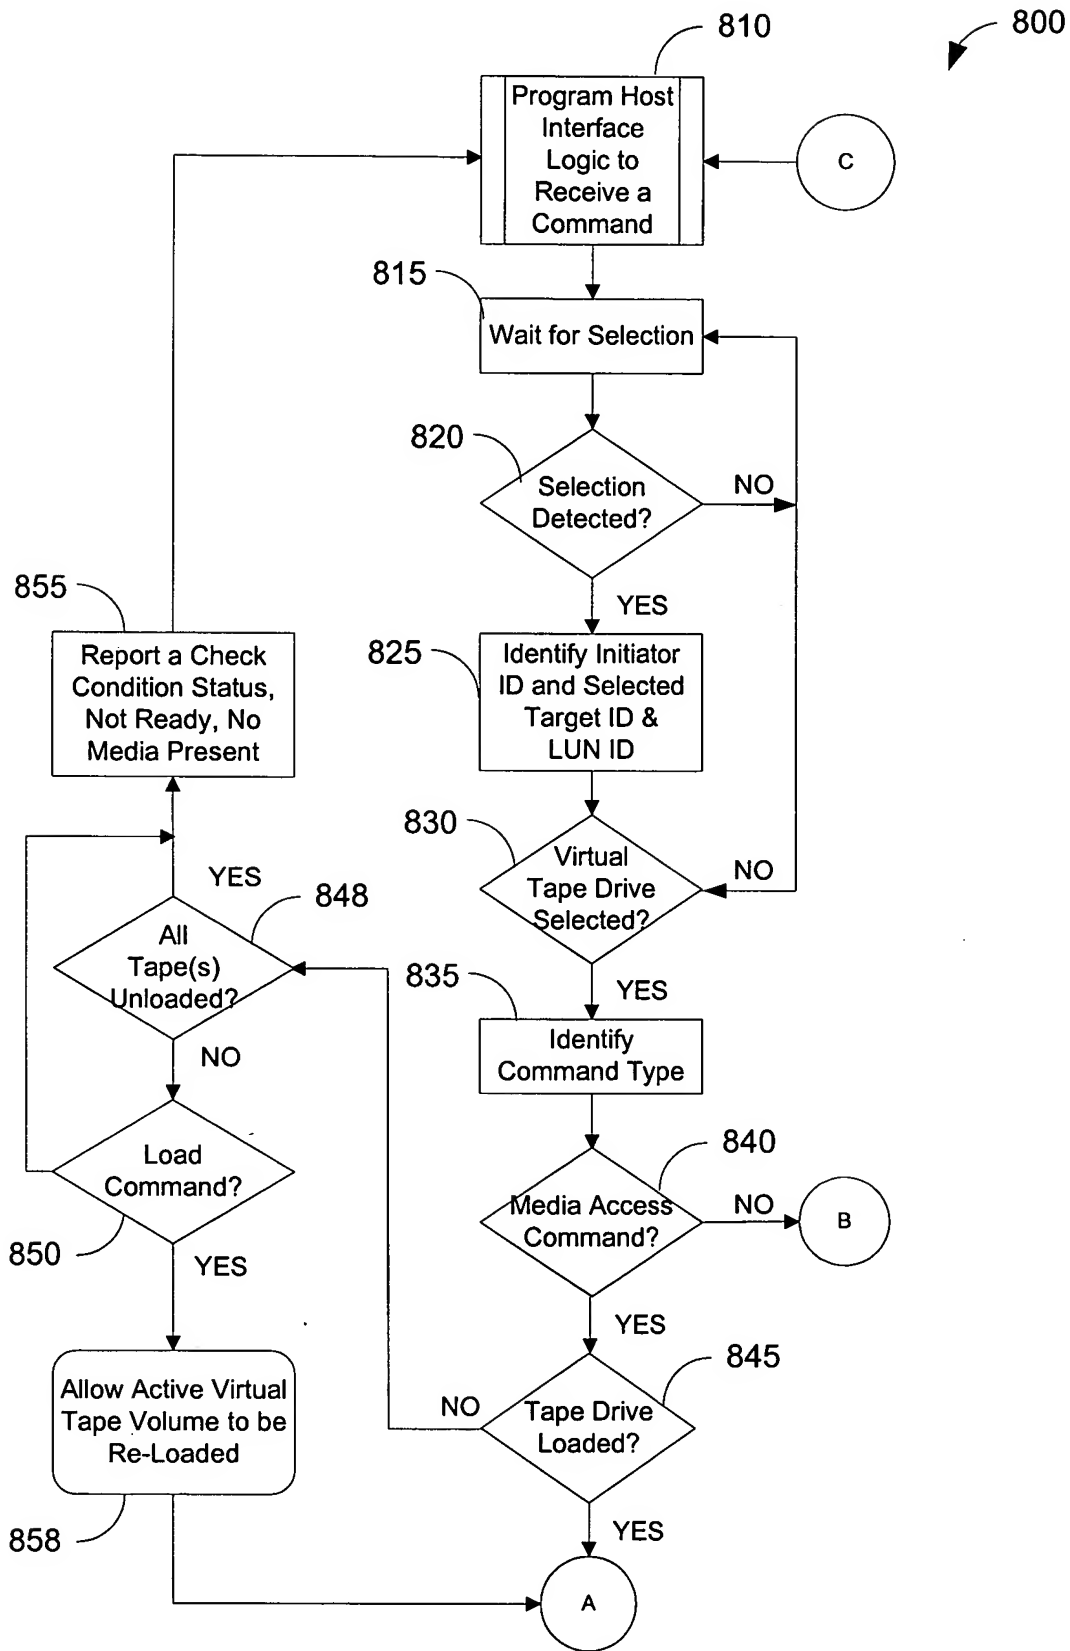 800
810
Program Host
Interface
Logic to
Receive a
Command
C
815
Wait for Selection
820
Selection
Detected?
NO
YES
855
Report a Check
Condition Status,
Not Ready, No
Media Present
825
Identify Initiator
ID and Selected
Target ID &
LUN ID
830
Virtual
Tape Drive
Selected?
NO
YES
YES
848
All
Tape(s)
Unloaded?
NO
835
Identify
Command Type
840
Media Access
Command?
NO
B
YES
Load
Command?
850
YES
845
Tape Drive
Loaded?
NO
YES
Allow Active Virtual
Tape Volume to be
Re-Loaded
858
A